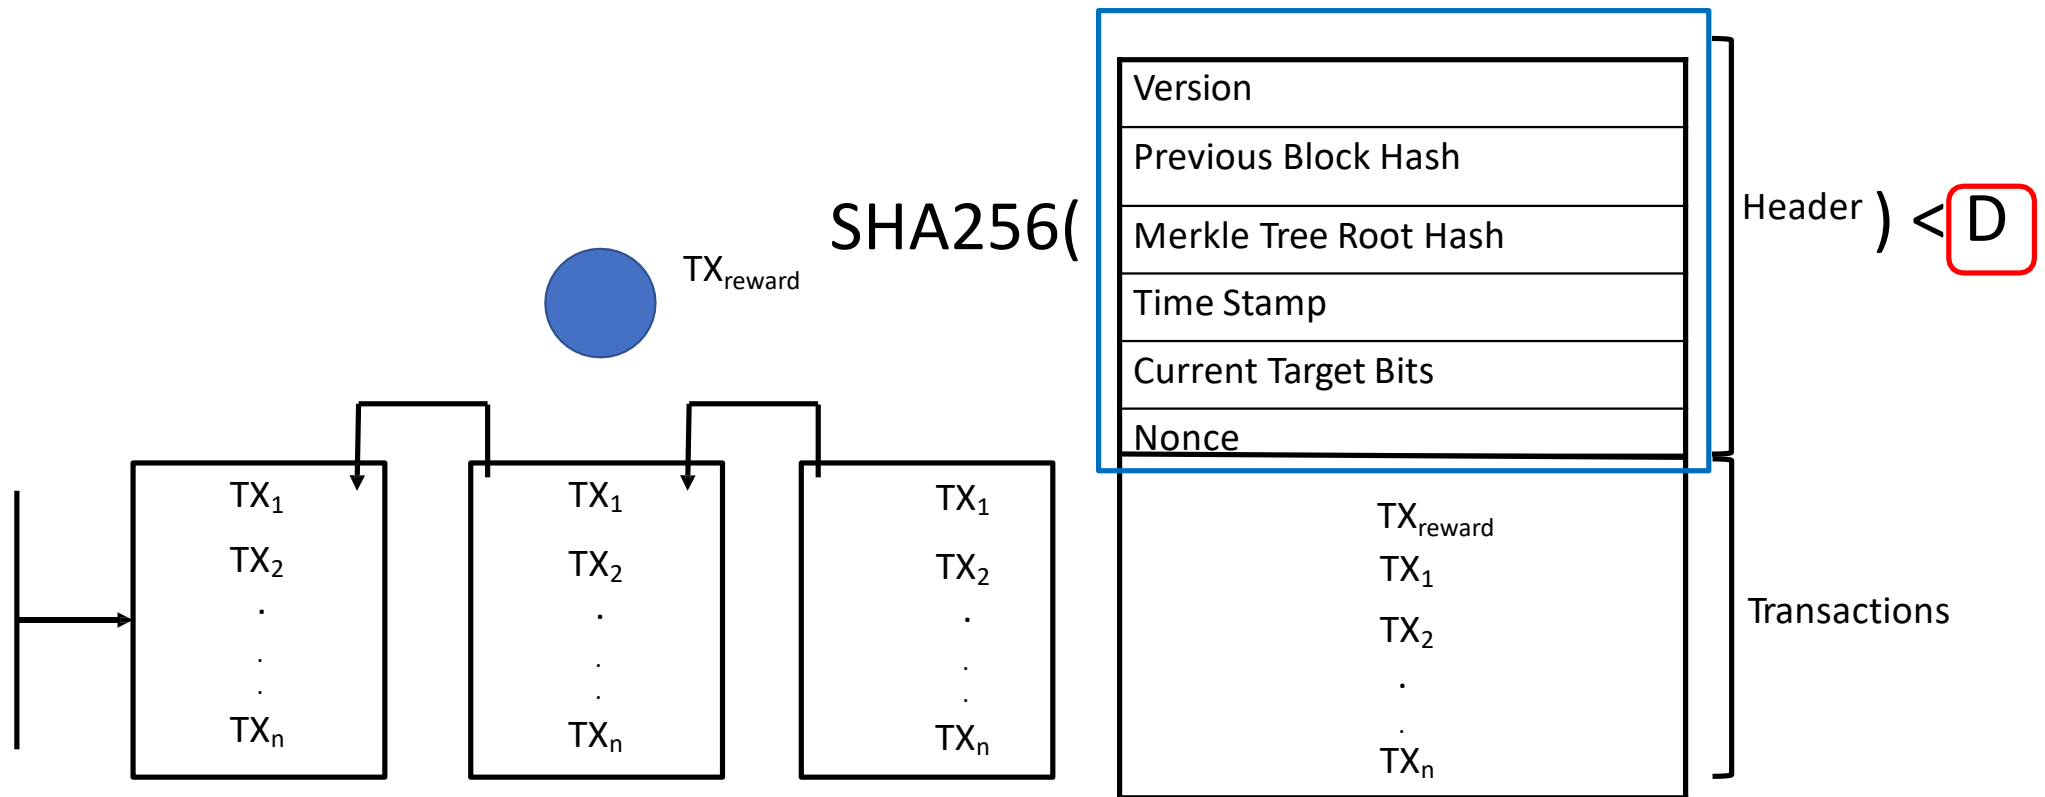 Version
Previous Block Hash
SHA256(
Merkle Tree Root Hash
Header ) < D
TXreward
Time Stamp
Current Target Bits
Nonce
TX1
TX2
.
.
.
TXn
TX1
TX2
.
.
.
TXn
TX1
TX2
.
.
.
TXn
TXreward
TX1
TX2
.
.
TXn
Transactions